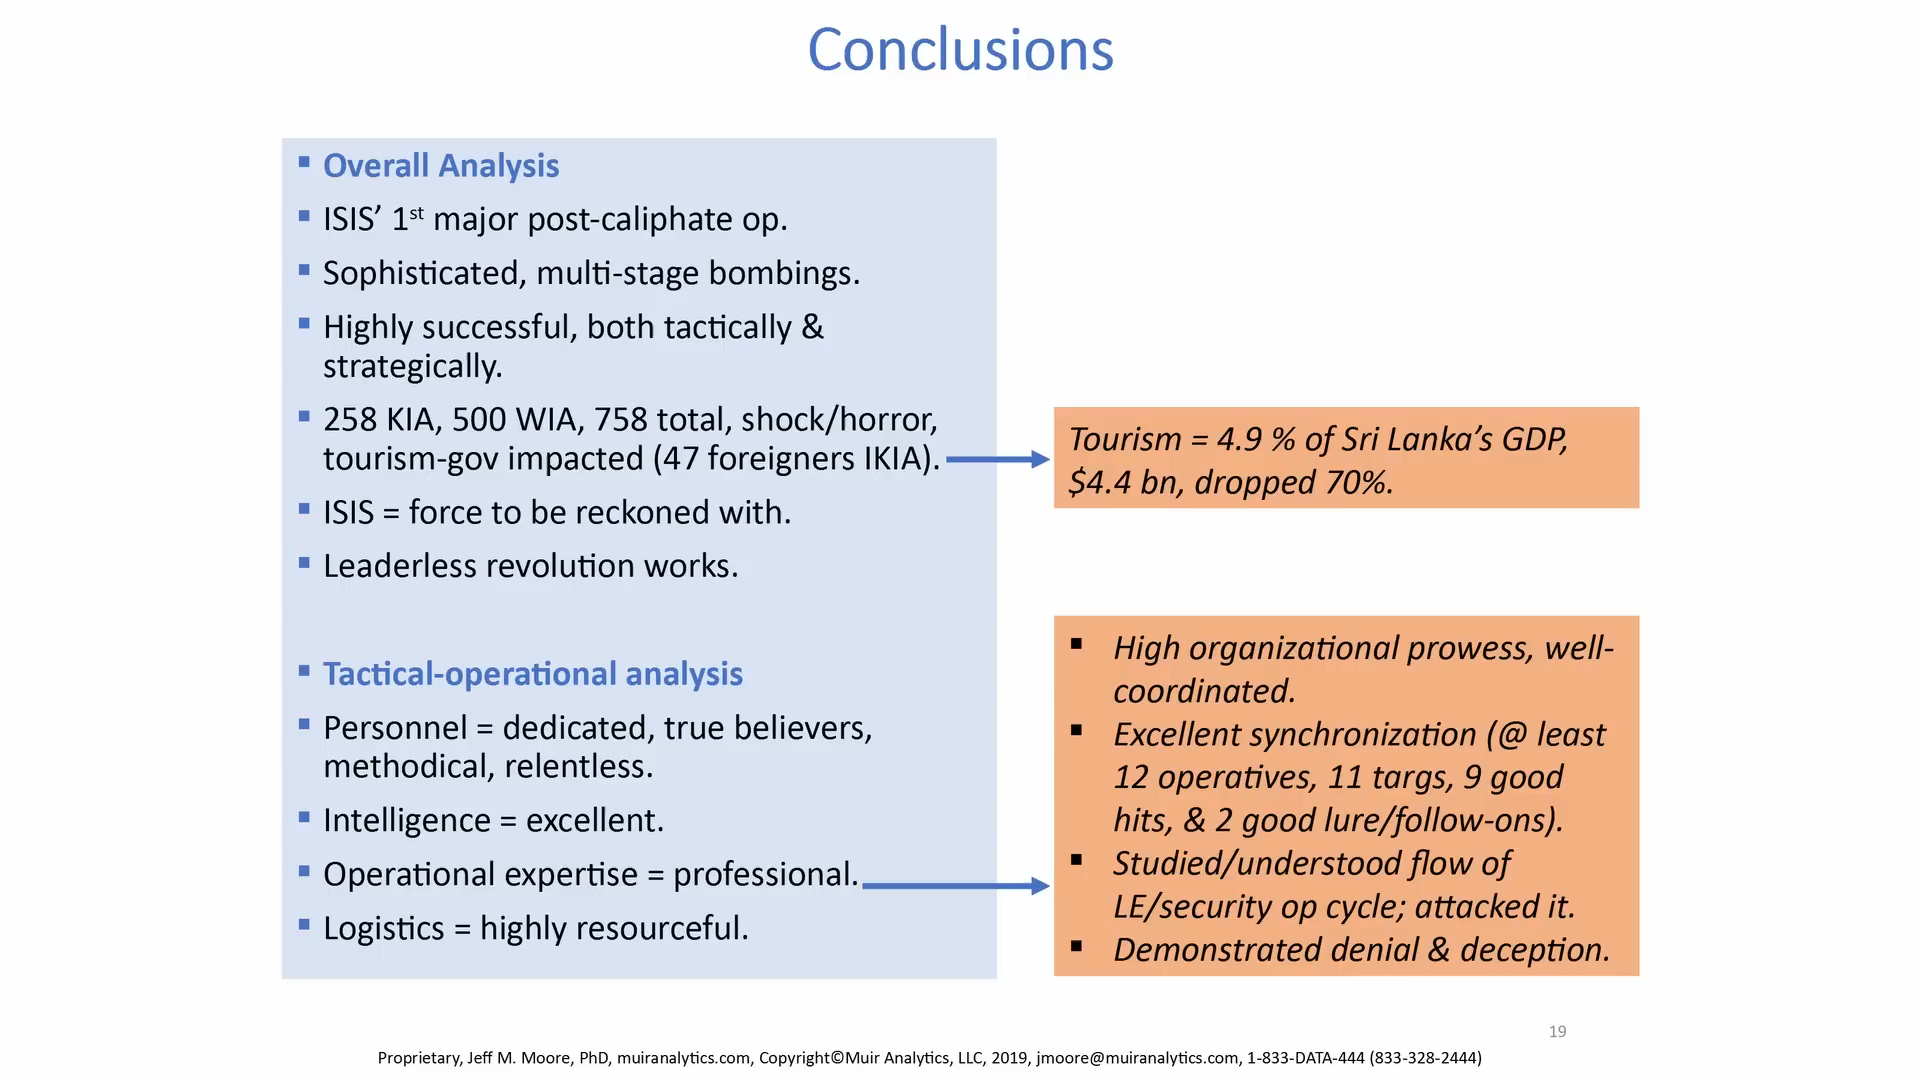 Conclusions
▪ Overall Analysis
▪ ISIS’ 1st major post-caliphate op.
▪ Sophisticated, multi-stage bombings.
▪ Highly successful, both tactically &
strategically.
▪ 258 KIA, 500 WIA, 758 total, shock/horror,
tourism-gov impacted (47 foreigners IKIA).
▪ ISIS = force to be reckoned with.
▪ Leaderless revolution works.
▪ Tactical-operational analysis
▪ Personnel = dedicated, true believers,
methodical, relentless.
▪ Intelligence = excellent.
▪ Operational expertise = professional.
▪ Logistics = highly resourceful.
Tourism = 4.9 % of Sri Lanka’s GDP,
$4.4 bn, dropped 70%.
▪ High organizational prowess, well-
coordinated.
▪ Excellent synchronization (@ least
12 operatives, 11 targs, 9 good
hits, & 2 good lure/follow-ons).
▪ Studied/understood flow of
LE/security op cycle; attacked it.
▪ Demonstrated denial & deception.
19
Proprietary, Jeff M. Moore, PhD, muiranalytics.com, Copyright©Muir Analytics, LLC, 2019, jmoore@muiranalytics.com, 1-833-DATA-444 (833-328-2444)